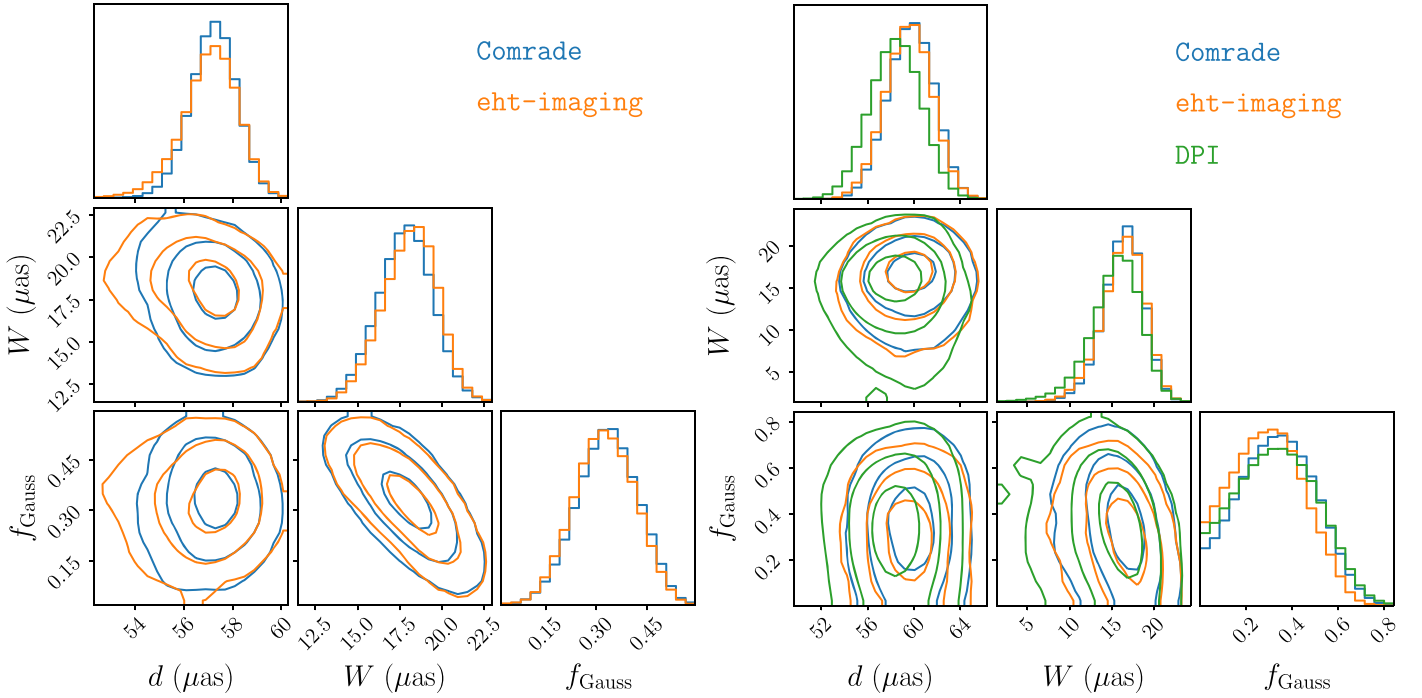 Comrade
eht-imaging
22.5
20.0
17.5
15.0
12.5
W (μas)
0.45
0.30
0.15
f_Gauss
54 56 58 60
12.5 15.0 17.5 20.0 22.5
0.15 0.30 0.45
d (μas) W (μas) f_Gauss
Comrade
eht-imaging
DPI
20
15
10
5
W (μas)
0.8
0.6
0.4
0.2
f_Gauss
52 56 60 64
5 10 15 20
0.2 0.4 0.6 0.8
d (μas) W (μas) f_Gauss